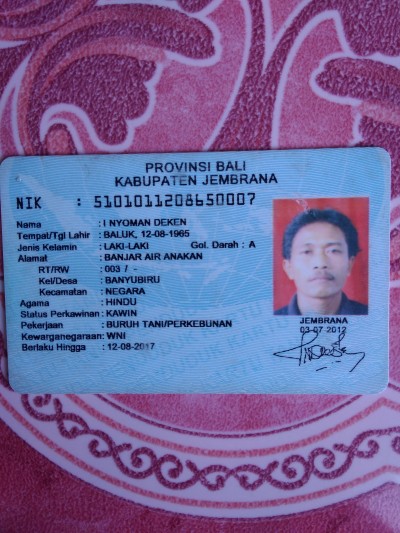 PROVINSI BALI
KABUPATEN JEMBRANA
NIK : 5101011208650007
Nama : I NYOMAN DEKEN
Tempat/Tgl Lahir : BALUK, 12-08-1965
Jenis Kelamin : LAKI-LAKI Gol. Darah : A
Alamat : BANJAR AIR ANAKAN
RT/RW : 003 / -
Kel/Desa : BANYUBIRU
Kecamatan : NEGARA
Agama : HINDU
Status Perkawinan : KAWIN
Pekerjaan : BURUH TANI/PERKEBUNAN
Kewarganegaraan : WNI
Berlaku Hingga : 12-08-2017
JEMBRANA
03-07-2012